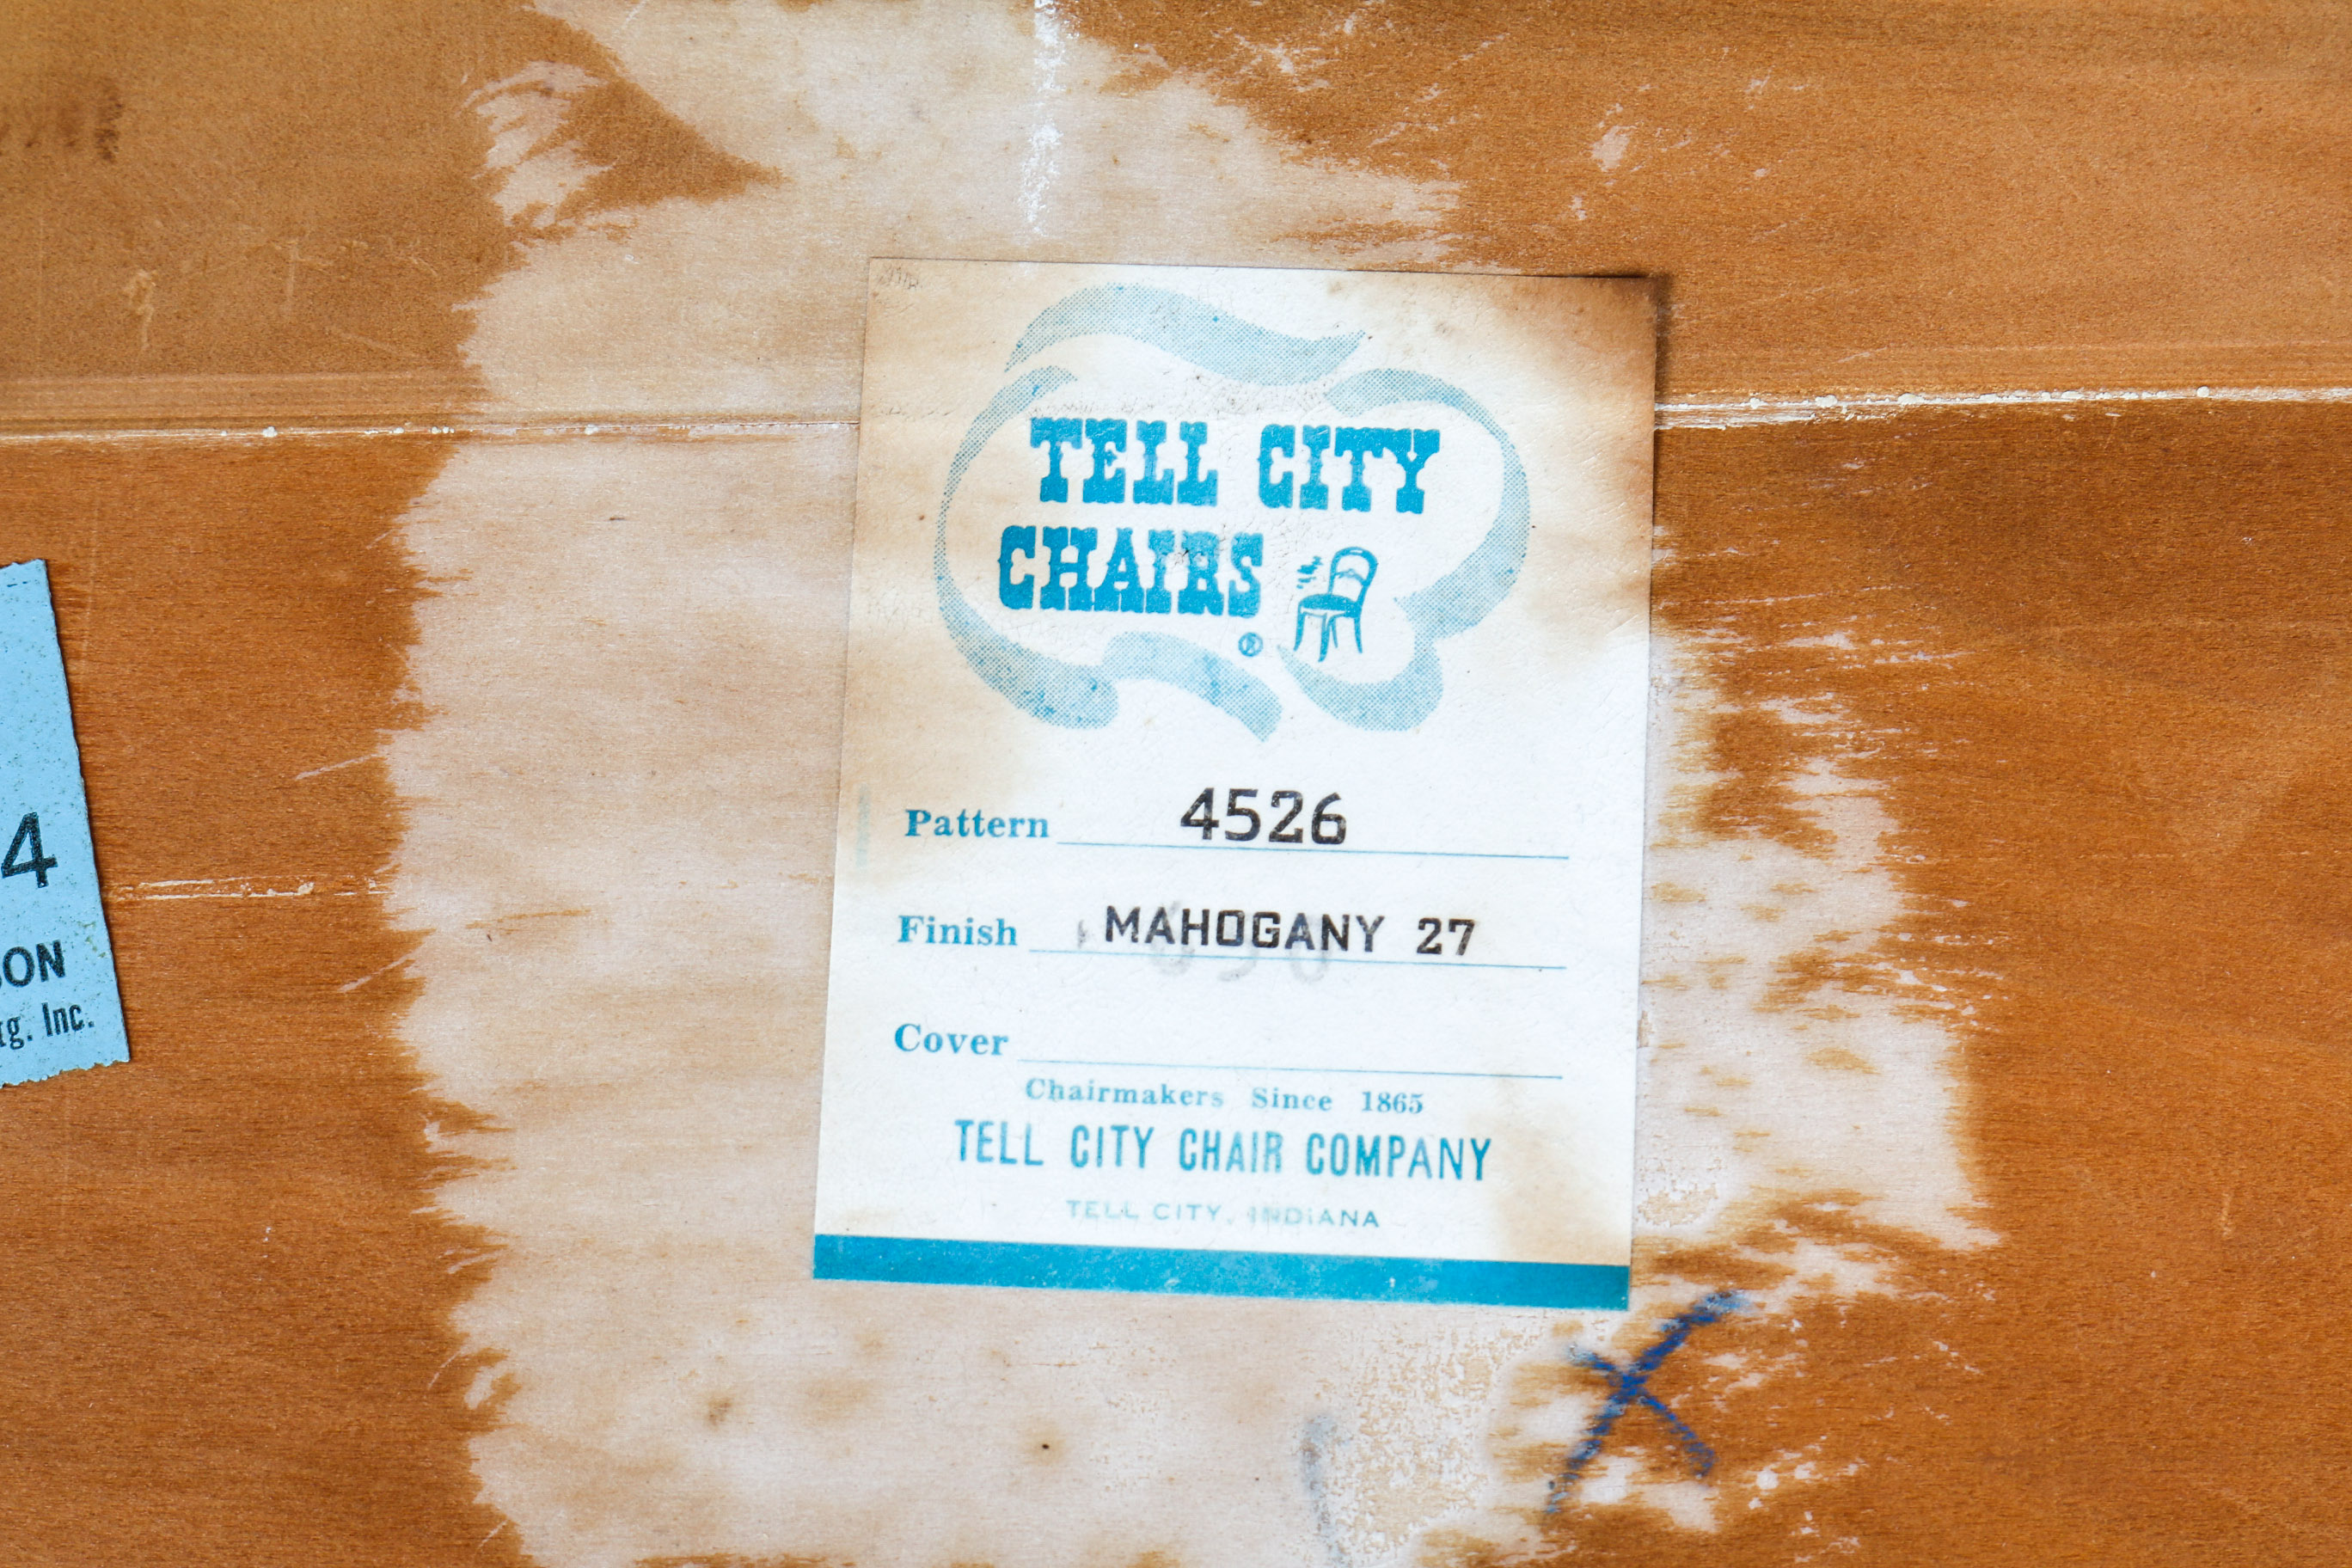 TELL CITY
CHAIRS
®
Pattern 4526
Finish MAHOGANY 27
Cover
Chairmakers Since 1865
TELL CITY CHAIR COMPANY
TELL CITY, INDIANA
4
ON
g. Inc.
X